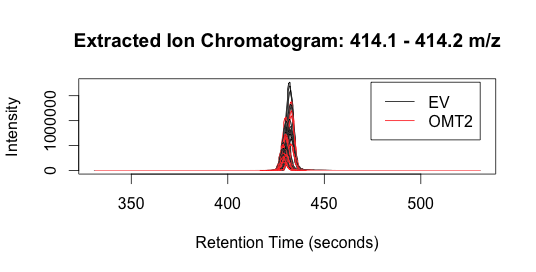 Extracted Ion Chromatogram: 414.1 - 414.2 m/z
Intensity
0 1000000
EV
OMT2
350 400 450 500
Retention Time (seconds)